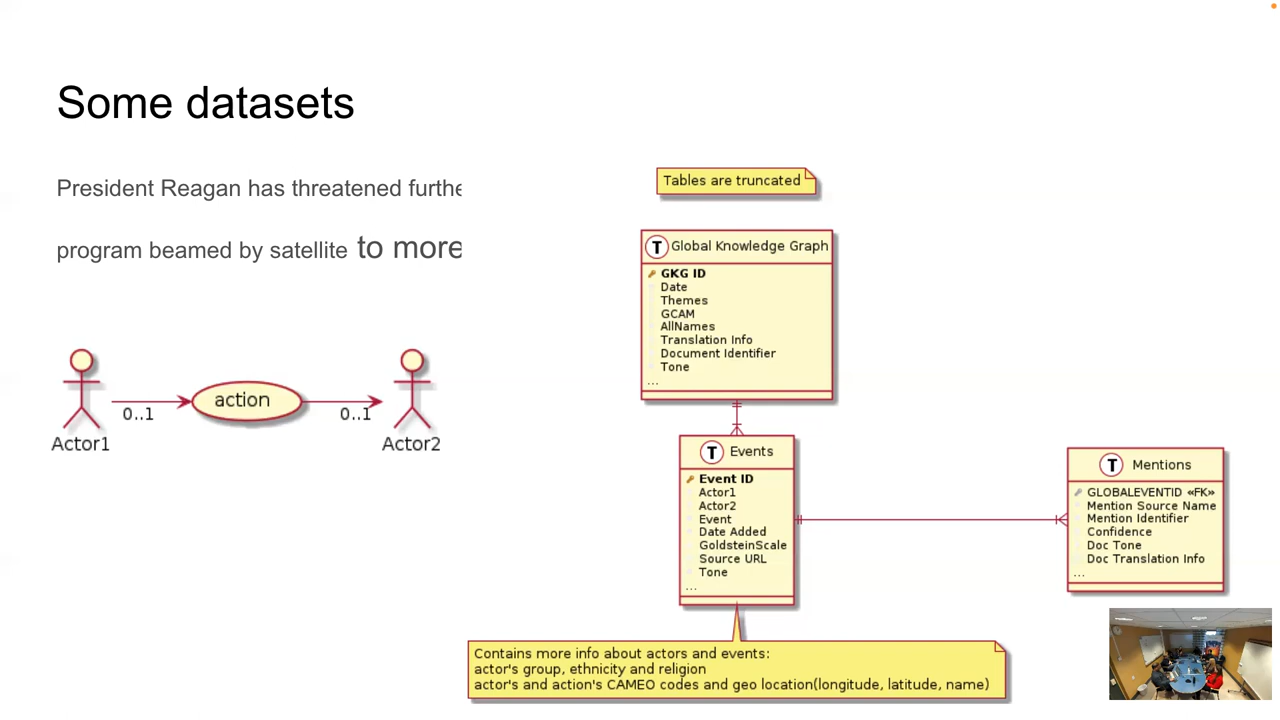 Some datasets
President Reagan has threatened furthe
program beamed by satellite to more
Tables are truncated
T Global Knowledge Graph
GKG ID
Date
Themes
GCAM
AllNames
Translation Info
Document Identifier
Tone
...
action
0..1
0..1
Actor1
Actor2
T Events
Event ID
Actor1
Actor2
Event
Date Added
GoldsteinScale
Source URL
Tone
...
T Mentions
GLOBALEVENTID «FK»
Mention Source Name
Mention Identifier
Confidence
Doc Tone
Doc Translation Info
...
Contains more info about actors and events:
actor's group, ethnicity and religion
actor's and action's CAMEO codes and geo location(longitude, latitude, name)